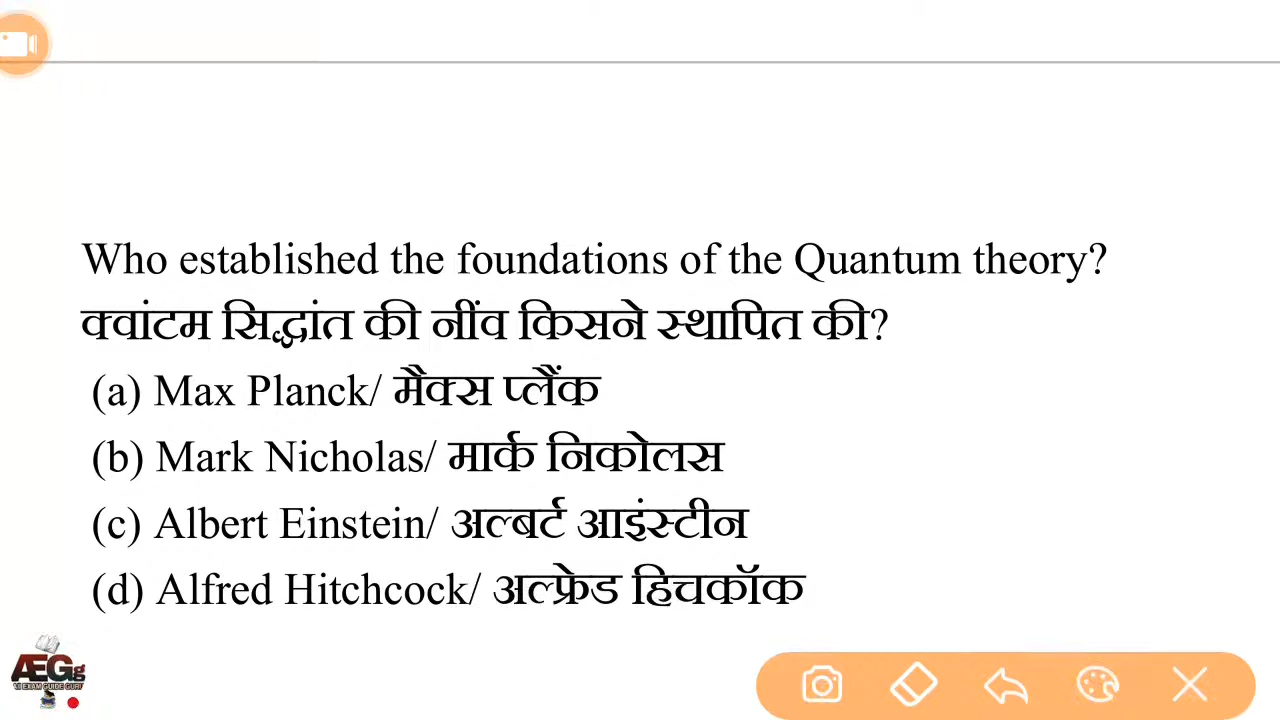 Who established the foundations of the Quantum theory?
क्वांटम सिद्धांत की नींव किसने स्थापित की?
(a) Max Planck/ मैक्स प्लैंक
(b) Mark Nicholas/ मार्क निकोलस
(c) Albert Einstein/ अल्बर्ट आइंस्टीन
(d) Alfred Hitchcock/ अल्फ्रेड हिचकॉक
ÆGg